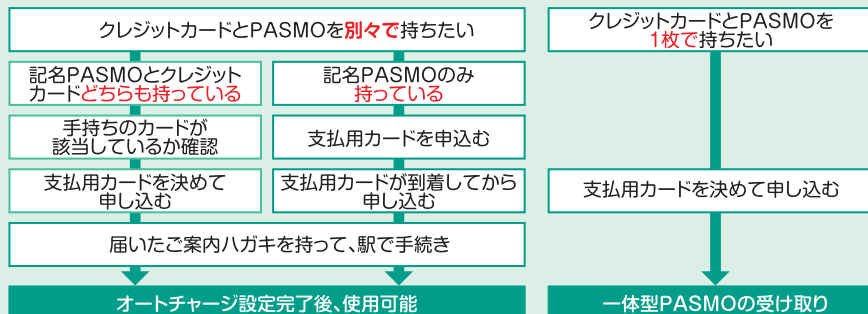 クレジットカードとPASMOを別々で持ちたい
記名PASMOとクレジット
カードどちらも持っている
手持ちのカードが
該当しているか確認
支払用カードを決めて
申し込む
記名PASMOのみ
持っている
支払用カードを申込む
支払用カードが到着してから
申し込む
届いたご案内ハガキを持って、駅で手続き
オートチャージ設定完了後、使用可能
クレジットカードとPASMOを
1枚で持ちたい
支払用カードを決めて申し込む
一体型PASMOの受け取り